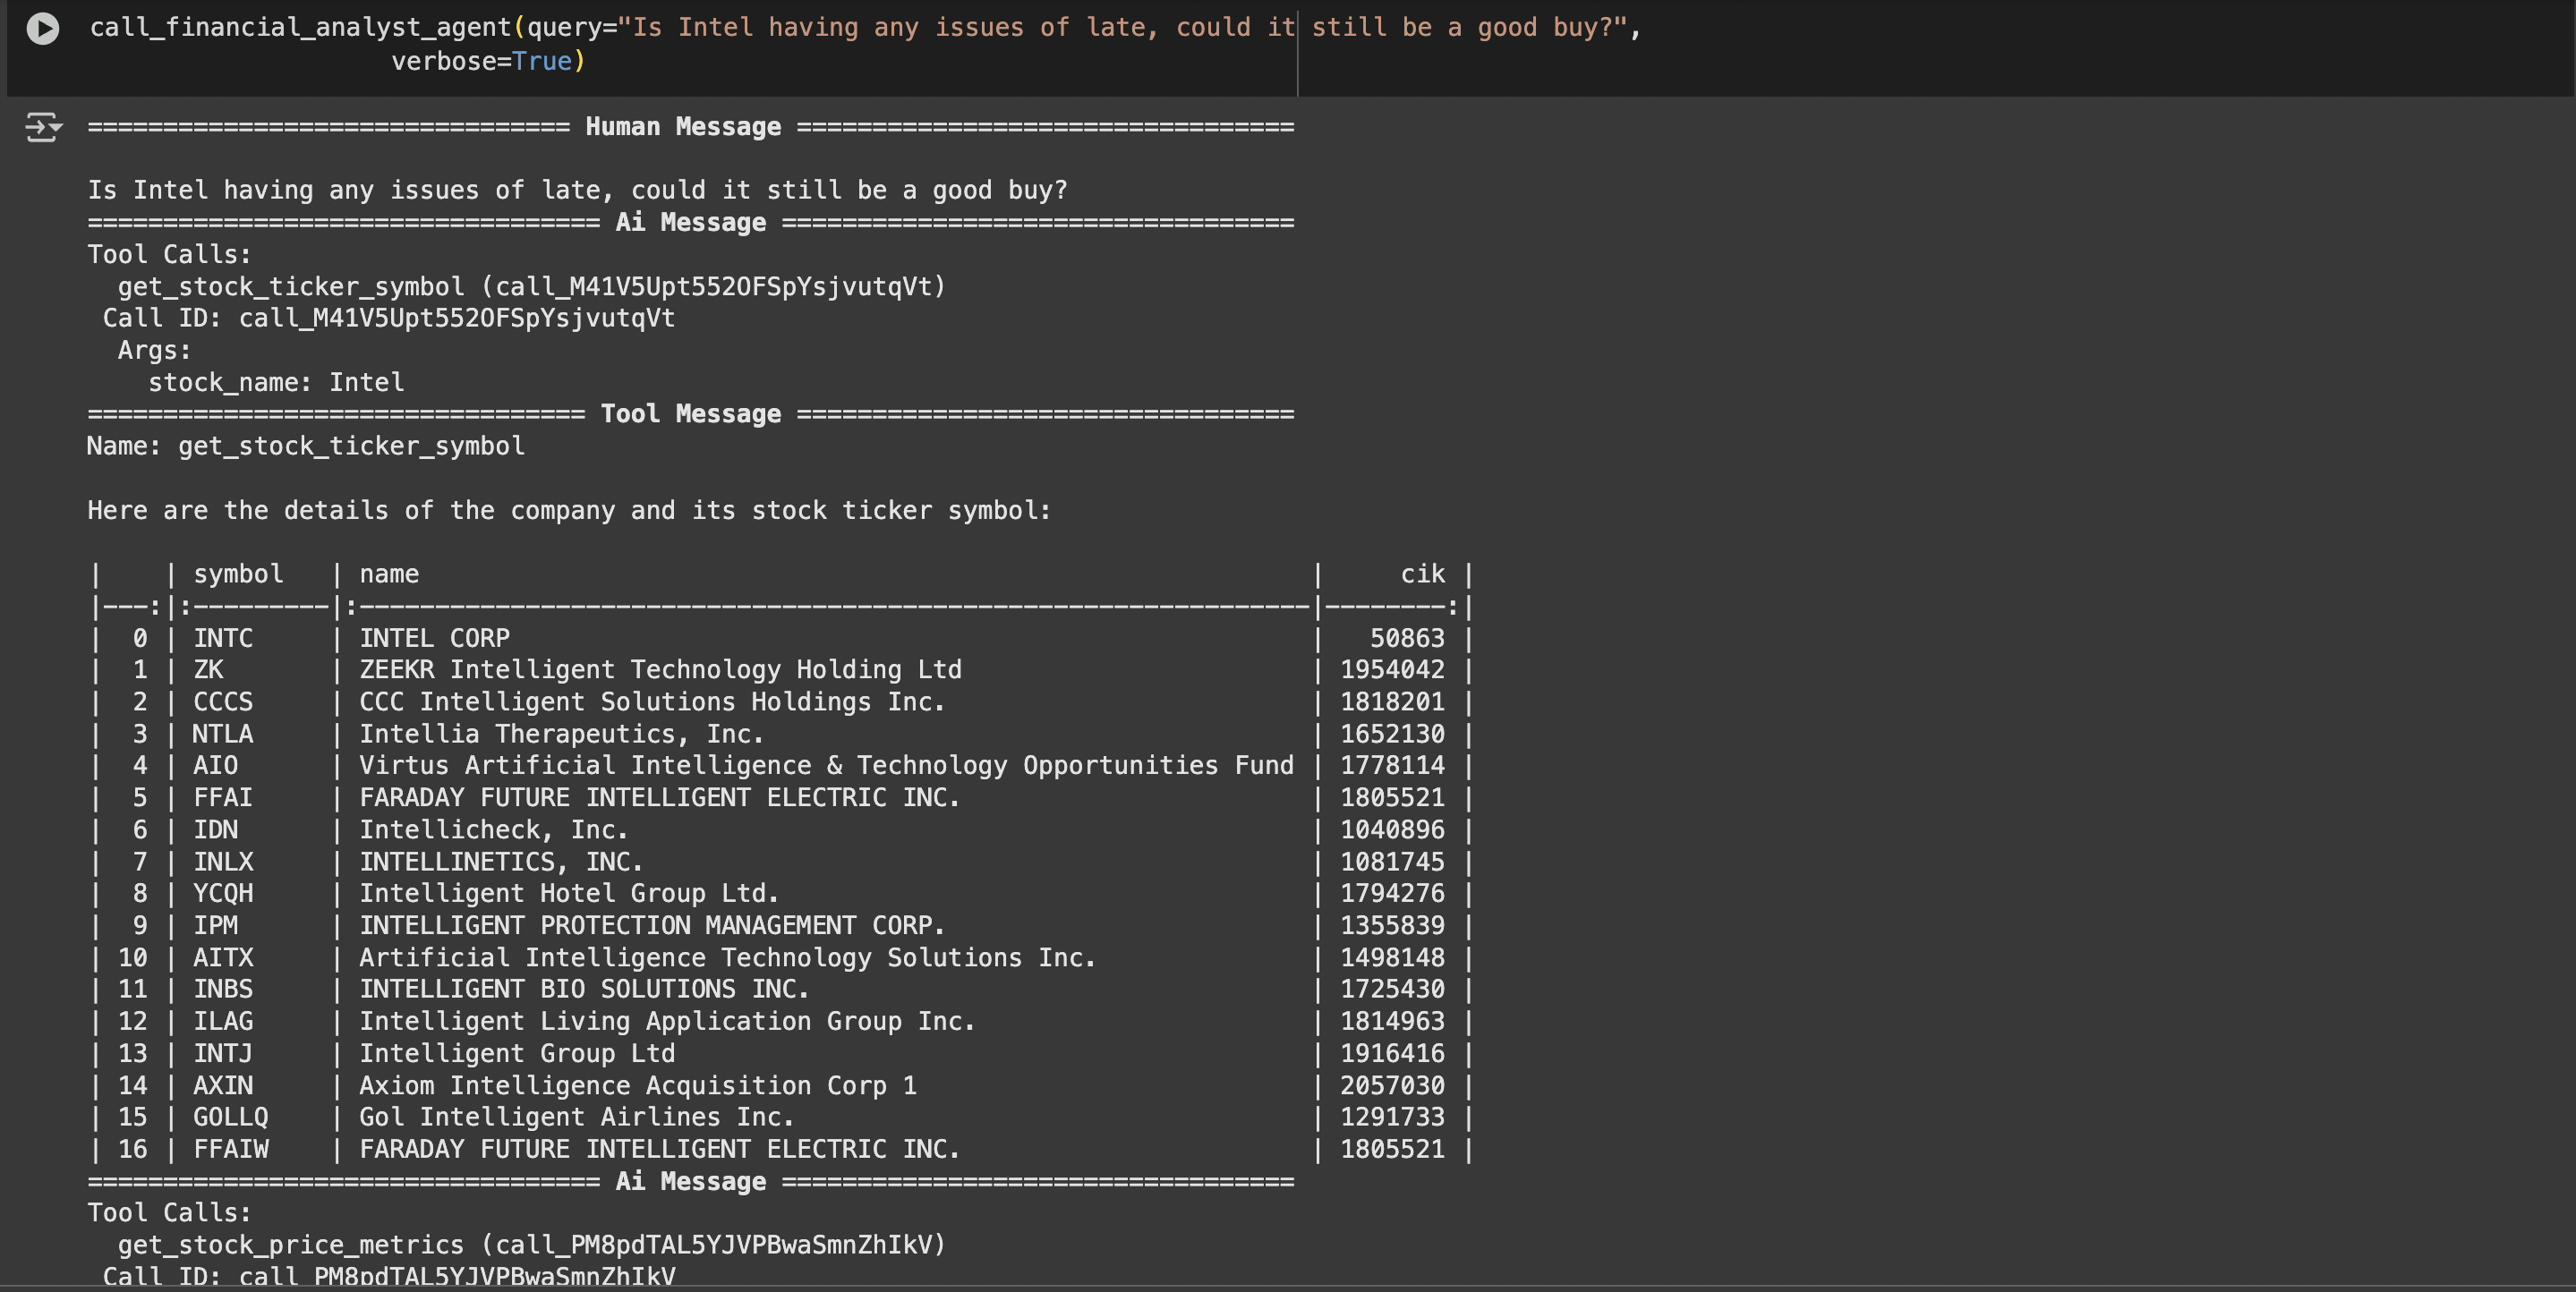 call_financial_analyst_agent(query="Is Intel having any issues of late, could it still be a good buy?",
verbose=True)
================================ Human Message =================================
Is Intel having any issues of late, could it still be a good buy?
================================== Ai Message ==================================
Tool Calls:
get_stock_ticker_symbol (call_M41V5Upt552OFSpYsjvutqVt)
Call ID: call_M41V5Upt552OFSpYsjvutqVt
Args:
stock_name: Intel
================================= Tool Message =================================
Name: get_stock_ticker_symbol
Here are the details of the company and its stock ticker symbol:
|    | symbol   | name                                                          |     cik |
|---:|:---------|:---------------------------------------------------------------|--------:|
|  0 | INTC     | INTEL CORP                                                    |   50863 |
|  1 | ZK       | ZEEKR Intelligent Technology Holding Ltd                      | 1954042 |
|  2 | CCCS     | CCC Intelligent Solutions Holdings Inc.                       | 1818201 |
|  3 | NTLA     | Intellia Therapeutics, Inc.                                   | 1652130 |
|  4 | AIO      | Virtus Artificial Intelligence & Technology Opportunities Fund | 1778114 |
|  5 | FFAI     | FARADAY FUTURE INTELLIGENT ELECTRIC INC.                      | 1805521 |
|  6 | IDN      | Intellicheck, Inc.                                            | 1040896 |
|  7 | INLX     | INTELLINETICS, INC.                                           | 1081745 |
|  8 | YCQH     | Intelligent Hotel Group Ltd.                                  | 1794276 |
|  9 | IPM      | INTELLIGENT PROTECTION MANAGEMENT CORP.                       | 1355839 |
| 10 | AITX     | Artificial Intelligence Technology Solutions Inc.             | 1498148 |
| 11 | INBS     | INTELLIGENT BIO SOLUTIONS INC.                                | 1725430 |
| 12 | ILAG     | Intelligent Living Application Group Inc.                     | 1814963 |
| 13 | INTJ     | Intelligent Group Ltd                                         | 1916416 |
| 14 | AXIN     | Axiom Intelligence Acquisition Corp 1                         | 2057030 |
| 15 | GOLLQ    | Gol Intelligent Airlines Inc.                                 | 1291733 |
| 16 | FFAIW    | FARADAY FUTURE INTELLIGENT ELECTRIC INC.                      | 1805521 |
================================== Ai Message ==================================
Tool Calls:
get_stock_price_metrics (call_PM8pdTAL5YJVPBwaSmnZhIkV)
Call ID: call_PM8pdTAL5YJVPBwaSmnZhIkV